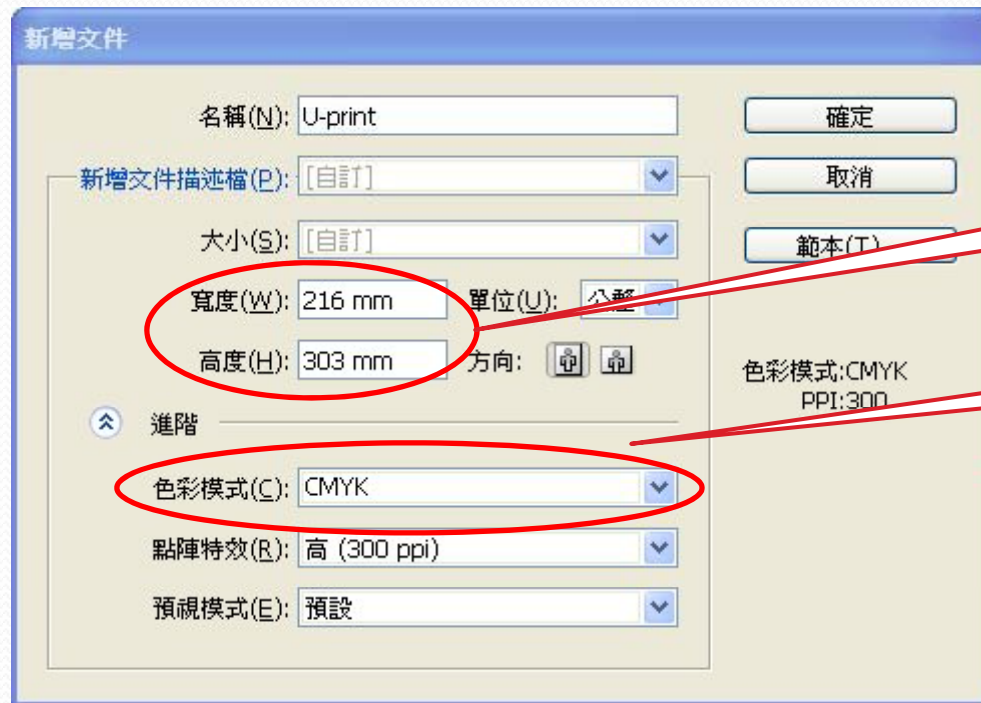 新增文件
名稱(N): U-print
確定
新增文件描述檔(P): [自訂]
取消
大小(S): [自訂]
範本(T)
寬度(W): 216 mm 單位(U): 公釐
高度(H): 303 mm 方向:
色彩模式:CMYK
PPI:300
進階
色彩模式(C): CMYK
點陣特效(R): 高 (300 ppi)
預視模式(E): 預設